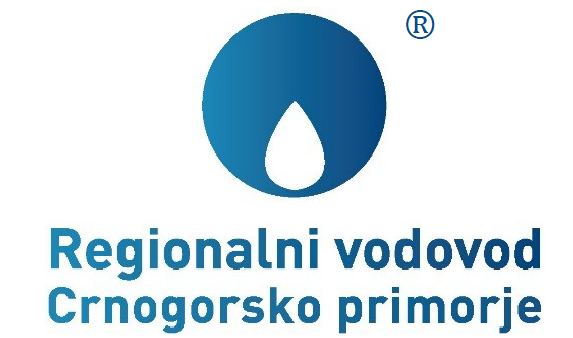 ®
Regionalni vodovod
Crnogorsko primorje